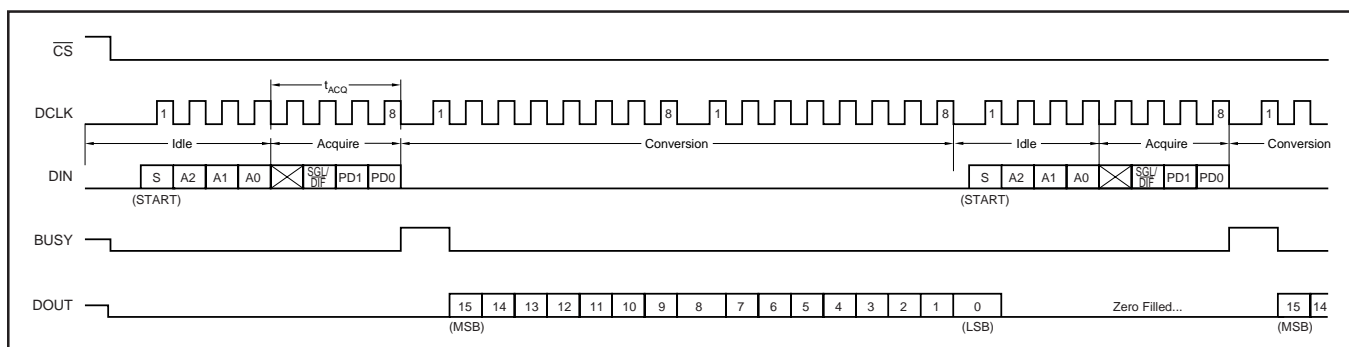 CS
tACQ
DCLK 1 8 1 8 1 8 1 8 1
Idle Acquire Conversion Idle Acquire Conversion
DIN S A2 A1 A0 SGL/DIF PD1 PD0 S A2 A1 A0 SGL/DIF PD1 PD0
(START) (START)
BUSY
DOUT 15 14 13 12 11 10 9 8 7 6 5 4 3 2 1 0 Zero Filled... 15 14
(MSB) (LSB) (MSB)